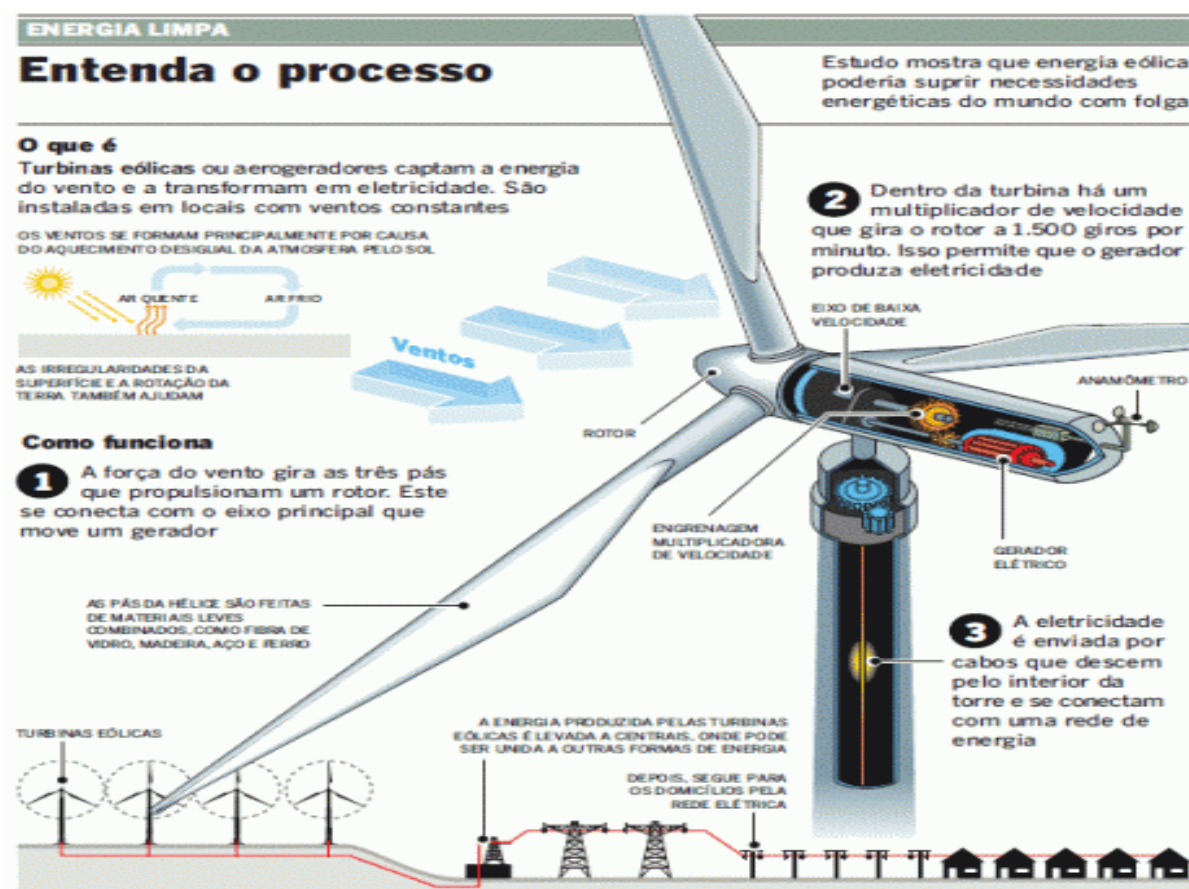 ENERGIA LIMPA
Entenda o processo
Estudo mostra que energia eólica
poderia suprir necessidades
energéticas do mundo com folga
O que é
Turbinas eólicas ou aerogeradores captam a energia
do vento e a transformam em eletricidade. São
instaladas em locais com ventos constantes
OS VENTOS SE FORMAM PRINCIPALMENTE POR CAUSA
DO AQUECIMENTO DESIGUAL DA ATMOSFERA PELO SOL
AR QUENTE
AR FRIO
AS IRREGULARIDADES DA
SUPERFÍCIE E A ROTAÇÃO DA
TERRA TAMBÉM AJUDAM
Ventos
Como funciona
1 A força do vento gira as três pás
que propulsionam um rotor. Este
se conecta com o eixo principal que
move um gerador
AS PÁS DA HÉLICE SÃO FEITAS
DE MATERIAIS LEVES
COMBINADOS, COMO FIBRA DE
VIDRO, MADEIRA, AÇO E FERRO
2 Dentro da turbina há um
multiplicador de velocidade
que gira o rotor a 1.500 giros por
minuto. Isso permite que o gerador
produza eletricidade
EIXO DE BAIXA
VELOCIDADE
ANAMÔMETRO
ROTOR
ENGRENAGEM
MULTIPLICADORA
DE VELOCIDADE
GERADOR
ELÉTRICO
3 A eletricidade
é enviada por
cabos que descem
pelo interior da
torre e se conectam
com uma rede de
energia
TURBINAS EÓLICAS
A ENERGIA PRODUZIDA PELAS TURBINAS
EÓLICAS É LEVADA A CENTRAIS, ONDE PODE
SER UNIDA A OUTRAS FORMAS DE ENERGIA
DEPOIS, SEGUE PARA
OS DOMICÍLIOS PELA
REDE ELÉTRICA